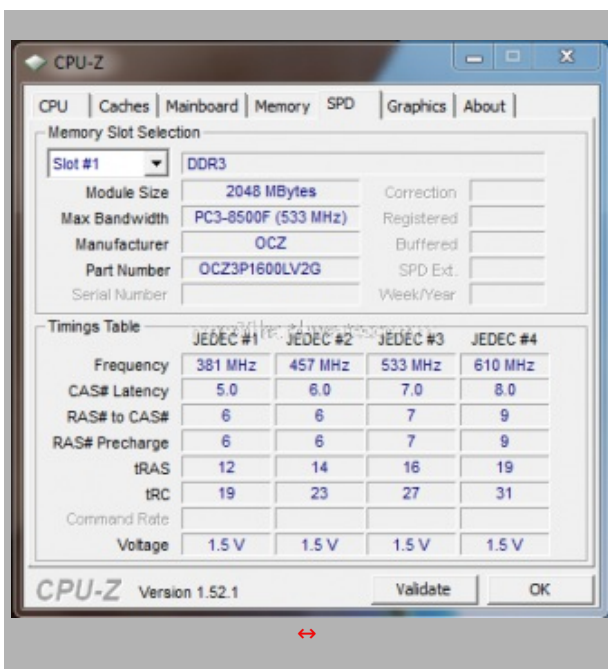 CPU-Z
CPU Caches Mainboard Memory SPD Graphics About
Memory Slot Selection
Slot #1 DDR3
Module Size 2048 MBytes Correction
Max Bandwidth PC3-8500F (533 MHz) Registered
Manufacturer OCZ Buffered
Part Number OCZ3P1600LV2G SPD Ext.
Serial Number Week/Year
Timings Table
JEDEC #1 JEDEC #2 JEDEC #3 JEDEC #4
Frequency 381 MHz 457 MHz 533 MHz 610 MHz
CAS# Latency 5.0 6.0 7.0 8.0
RAS# to CAS# 6 6 7 9
RAS# Precharge 6 6 7 9
tRAS 12 14 16 19
tRC 19 23 27 31
Command Rate
Voltage 1.5 V 1.5 V 1.5 V 1.5 V
CPU-Z Version 1.52.1 Validate OK